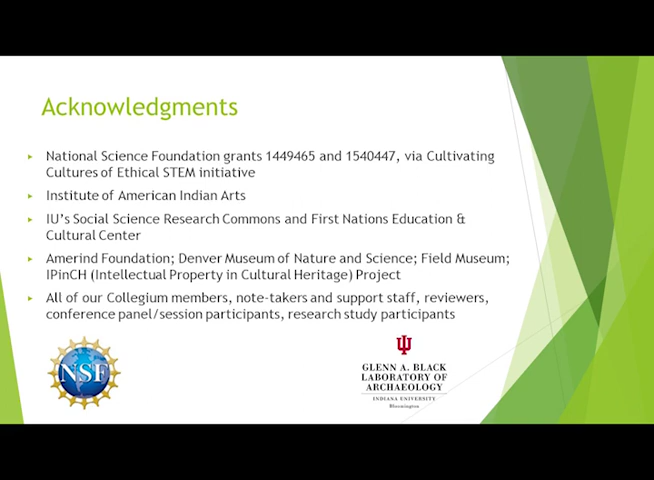 Acknowledgments
National Science Foundation grants 1449465 and 1540447, via Cultivating
Cultures of Ethical STEM initiative
Institute of American Indian Arts
IU's Social Science Research Commons and First Nations Education &
Cultural Center
Amerind Foundation; Denver Museum of Nature and Science; Field Museum;
IPinCH (Intellectual Property in Cultural Heritage) Project
All of our Collegium members, note-takers and support staff, reviewers,
conference panel/session participants, research study participants
NSF
GLENN A. BLACK
LABORATORY OF
ARCHAEOLOGY
INDIANA UNIVERSITY
Bloomington